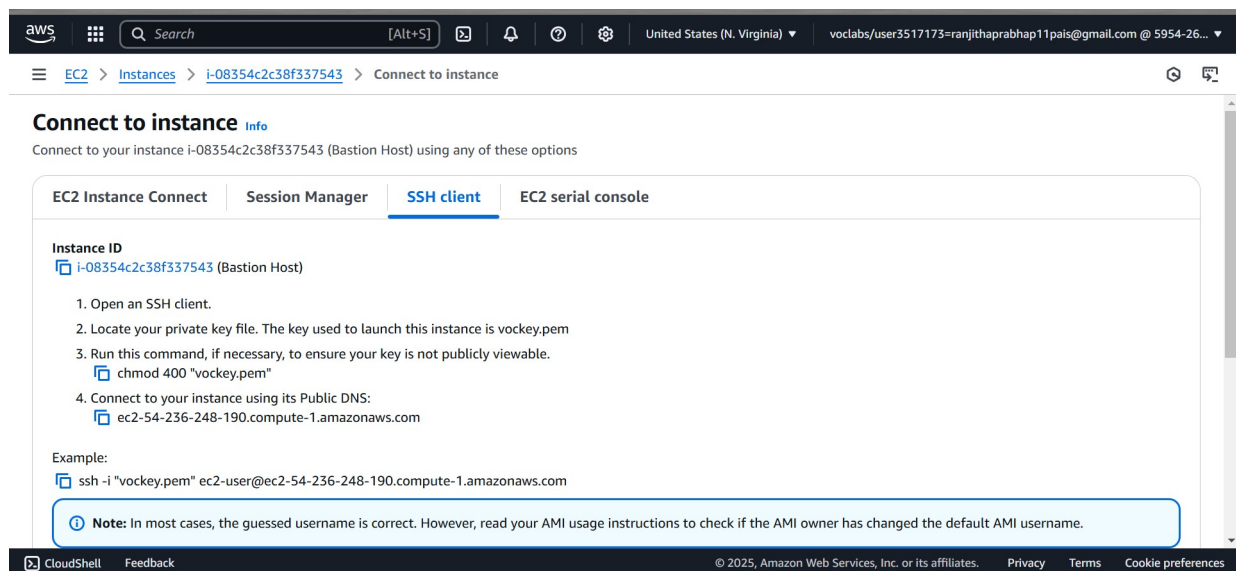 aws
Search [Alt+S]
United States (N. Virginia) ▼
voclabs/user3517173=ranjithaprabhap11pais@gmail.com @ 5954-26... ▼
EC2 > Instances > i-08354c2c38f337543 > Connect to instance
Connect to instance Info
Connect to your instance i-08354c2c38f337543 (Bastion Host) using any of these options
EC2 Instance Connect
Session Manager
SSH client
EC2 serial console
Instance ID
i-08354c2c38f337543 (Bastion Host)
1. Open an SSH client.
2. Locate your private key file. The key used to launch this instance is vockey.pem
3. Run this command, if necessary, to ensure your key is not publicly viewable.
chmod 400 "vockey.pem"
4. Connect to your instance using its Public DNS:
ec2-54-236-248-190.compute-1.amazonaws.com
Example:
ssh -i "vockey.pem" ec2-user@ec2-54-236-248-190.compute-1.amazonaws.com
Note: In most cases, the guessed username is correct. However, read your AMI usage instructions to check if the AMI owner has changed the default AMI username.
CloudShell Feedback
© 2025, Amazon Web Services, Inc. or its affiliates. Privacy Terms Cookie preferences